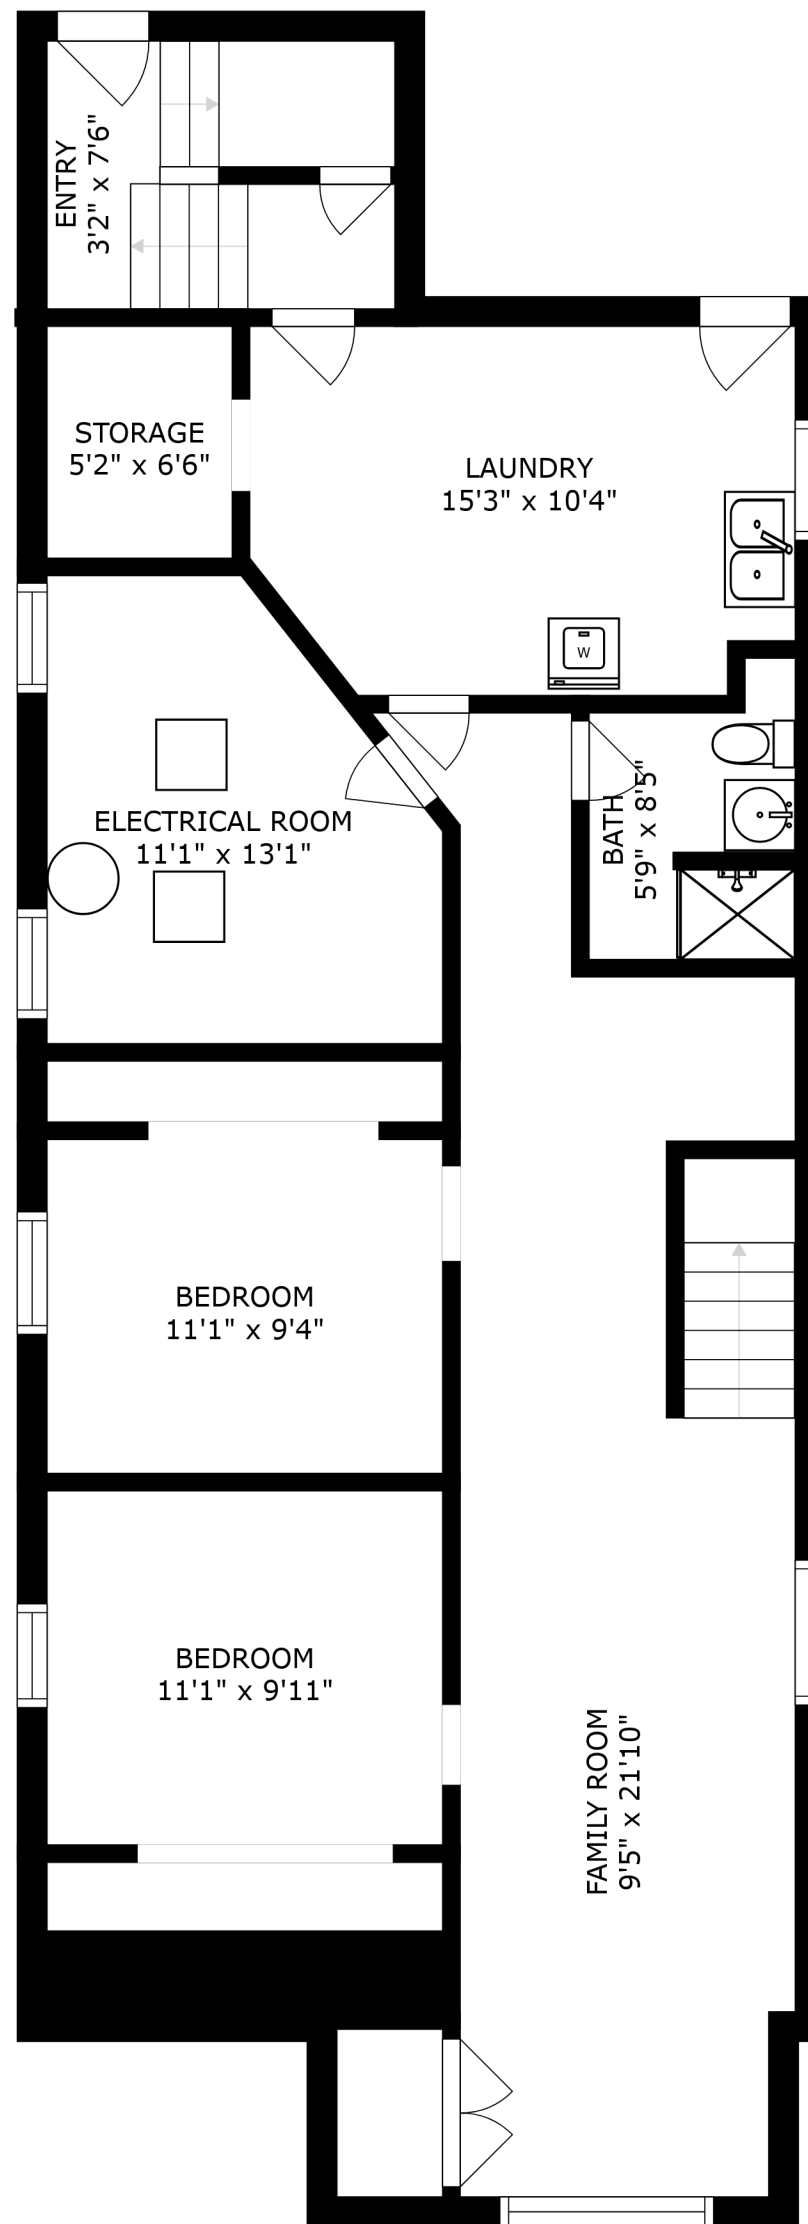 ENTRY
3'2" x 7'6"
STORAGE
5'2" x 6'6"
LAUNDRY
15'3" x 10'4"
W
ELECTRICAL ROOM
11'1" x 13'1"
BATH
5'9" x 8'5"
BEDROOM
11'1" x 9'4"
BEDROOM
11'1" x 9'11"
FAMILY ROOM
9'5" x 21'10"